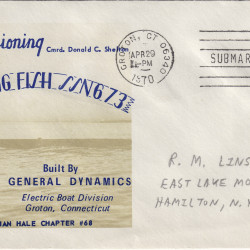 ioning
Cmdr. Donald C. Shelton
G FISH SSN673
Built By
GENERAL DYNAMICS
Electric Boat Division
Groton, Connecticut
AN HALE CHAPTER #68
GROTON, CT 06340
APR 29
PM
1970
SUBMAR
R. M. LINS
EAST LAKE MO
HAMILTON, N.Y